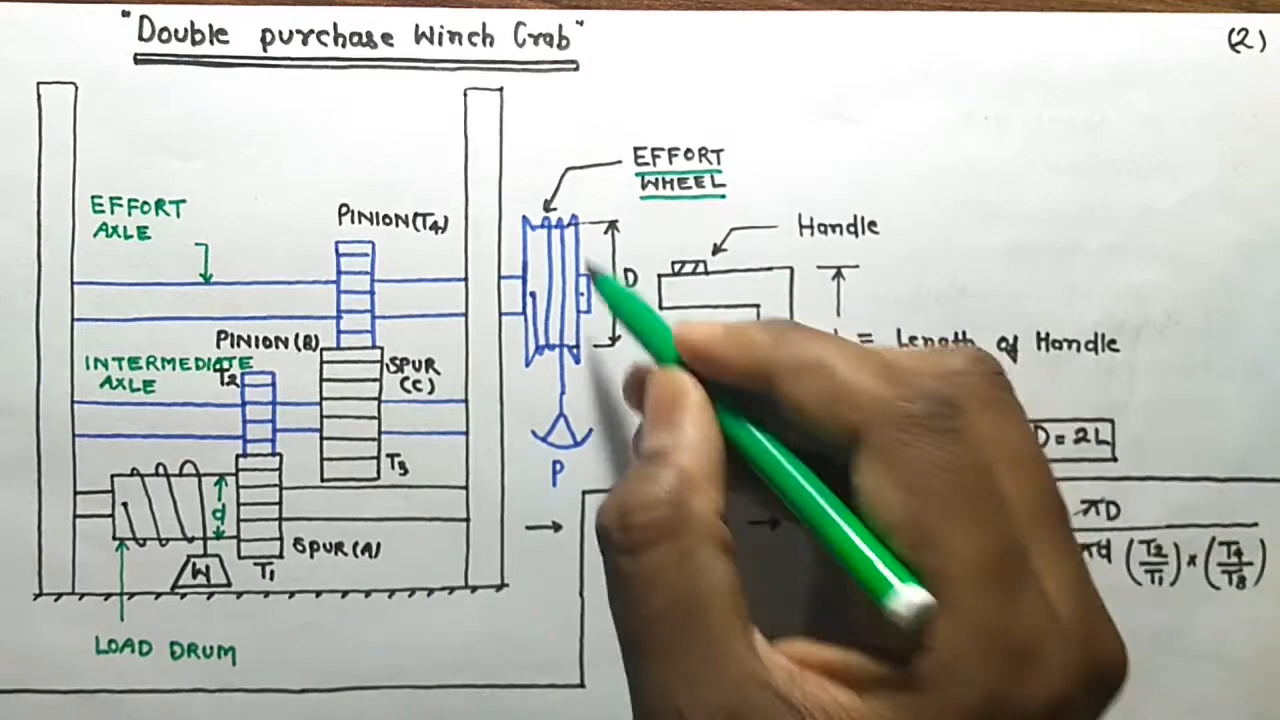 "Double purchase Winch Crab"
(2)
EFFORT
WHEEL
EFFORT
AXLE
PINION(T4)
Handle
D
PINION(B)
= Length of Handle
INTERMEDIATE
AXLE
T2
SPUR
(C)
D=2L
T3
P
d
πD
SPUR(A)
W
T1
πd (T2/T1) × (T4/T3)
LOAD DRUM